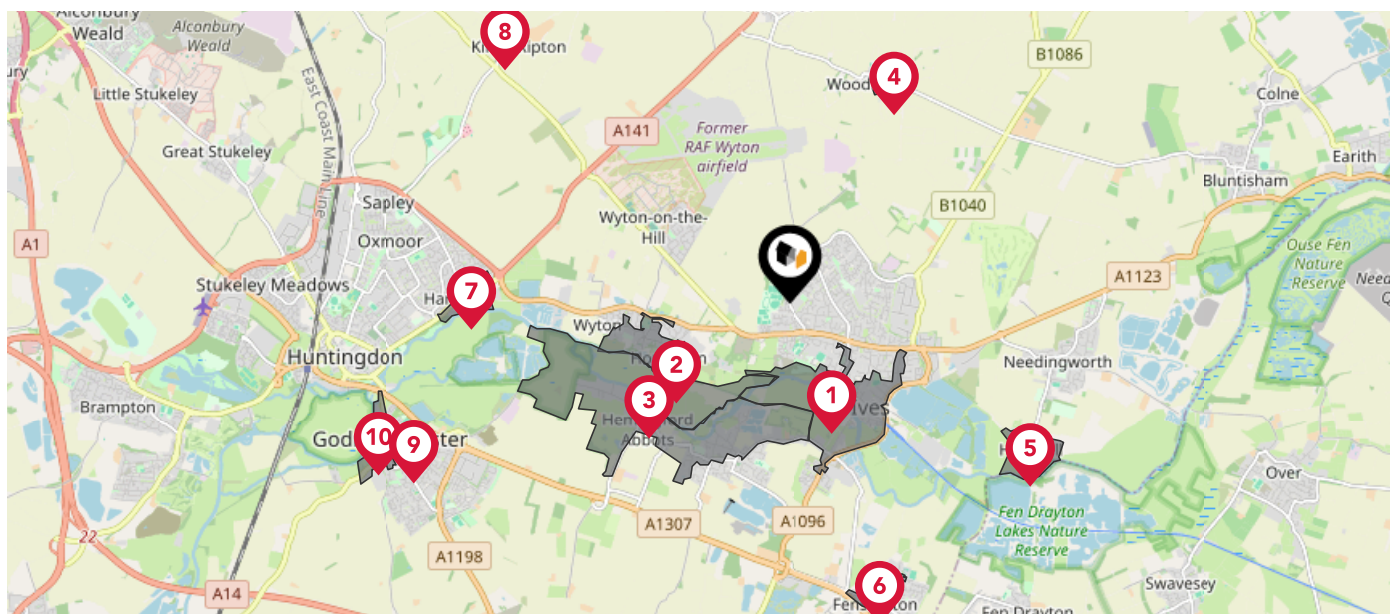 Weald
Alconbury
Weald
8
Little Stukeley
East Coast Main Line
A141
Former
RAF Wyton
airfield
4
B1086
Colne
Great Stukeley
Earith
Bluntisham
Sapley
Wyton-on-the-
Hill
B1040
Oxmoor
A1
Stukeley Meadows
7
A1123
Ouse Fen
Nature
Reserve
Wyton
Huntingdon
2
Needingworth
Brampton
3
1
Abbots
10
9
5
Over
A1307
A1096
Fen Drayton
Lakes Nature
Reserve
22
A1198
A14
6
Swavesey
Fen Drayton